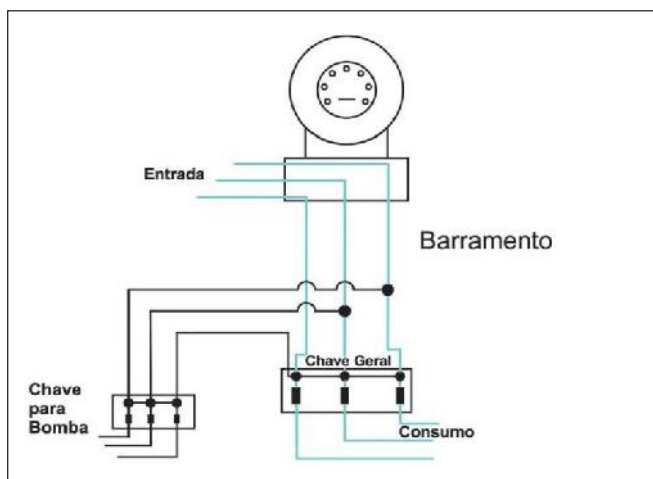 Entrada
Barramento
Chave Geral
Chave
para
Bomba
Consumo